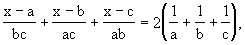 x-a/bc + x-b/ac + x-c/ab = 2(1/a + 1/b + 1/c),